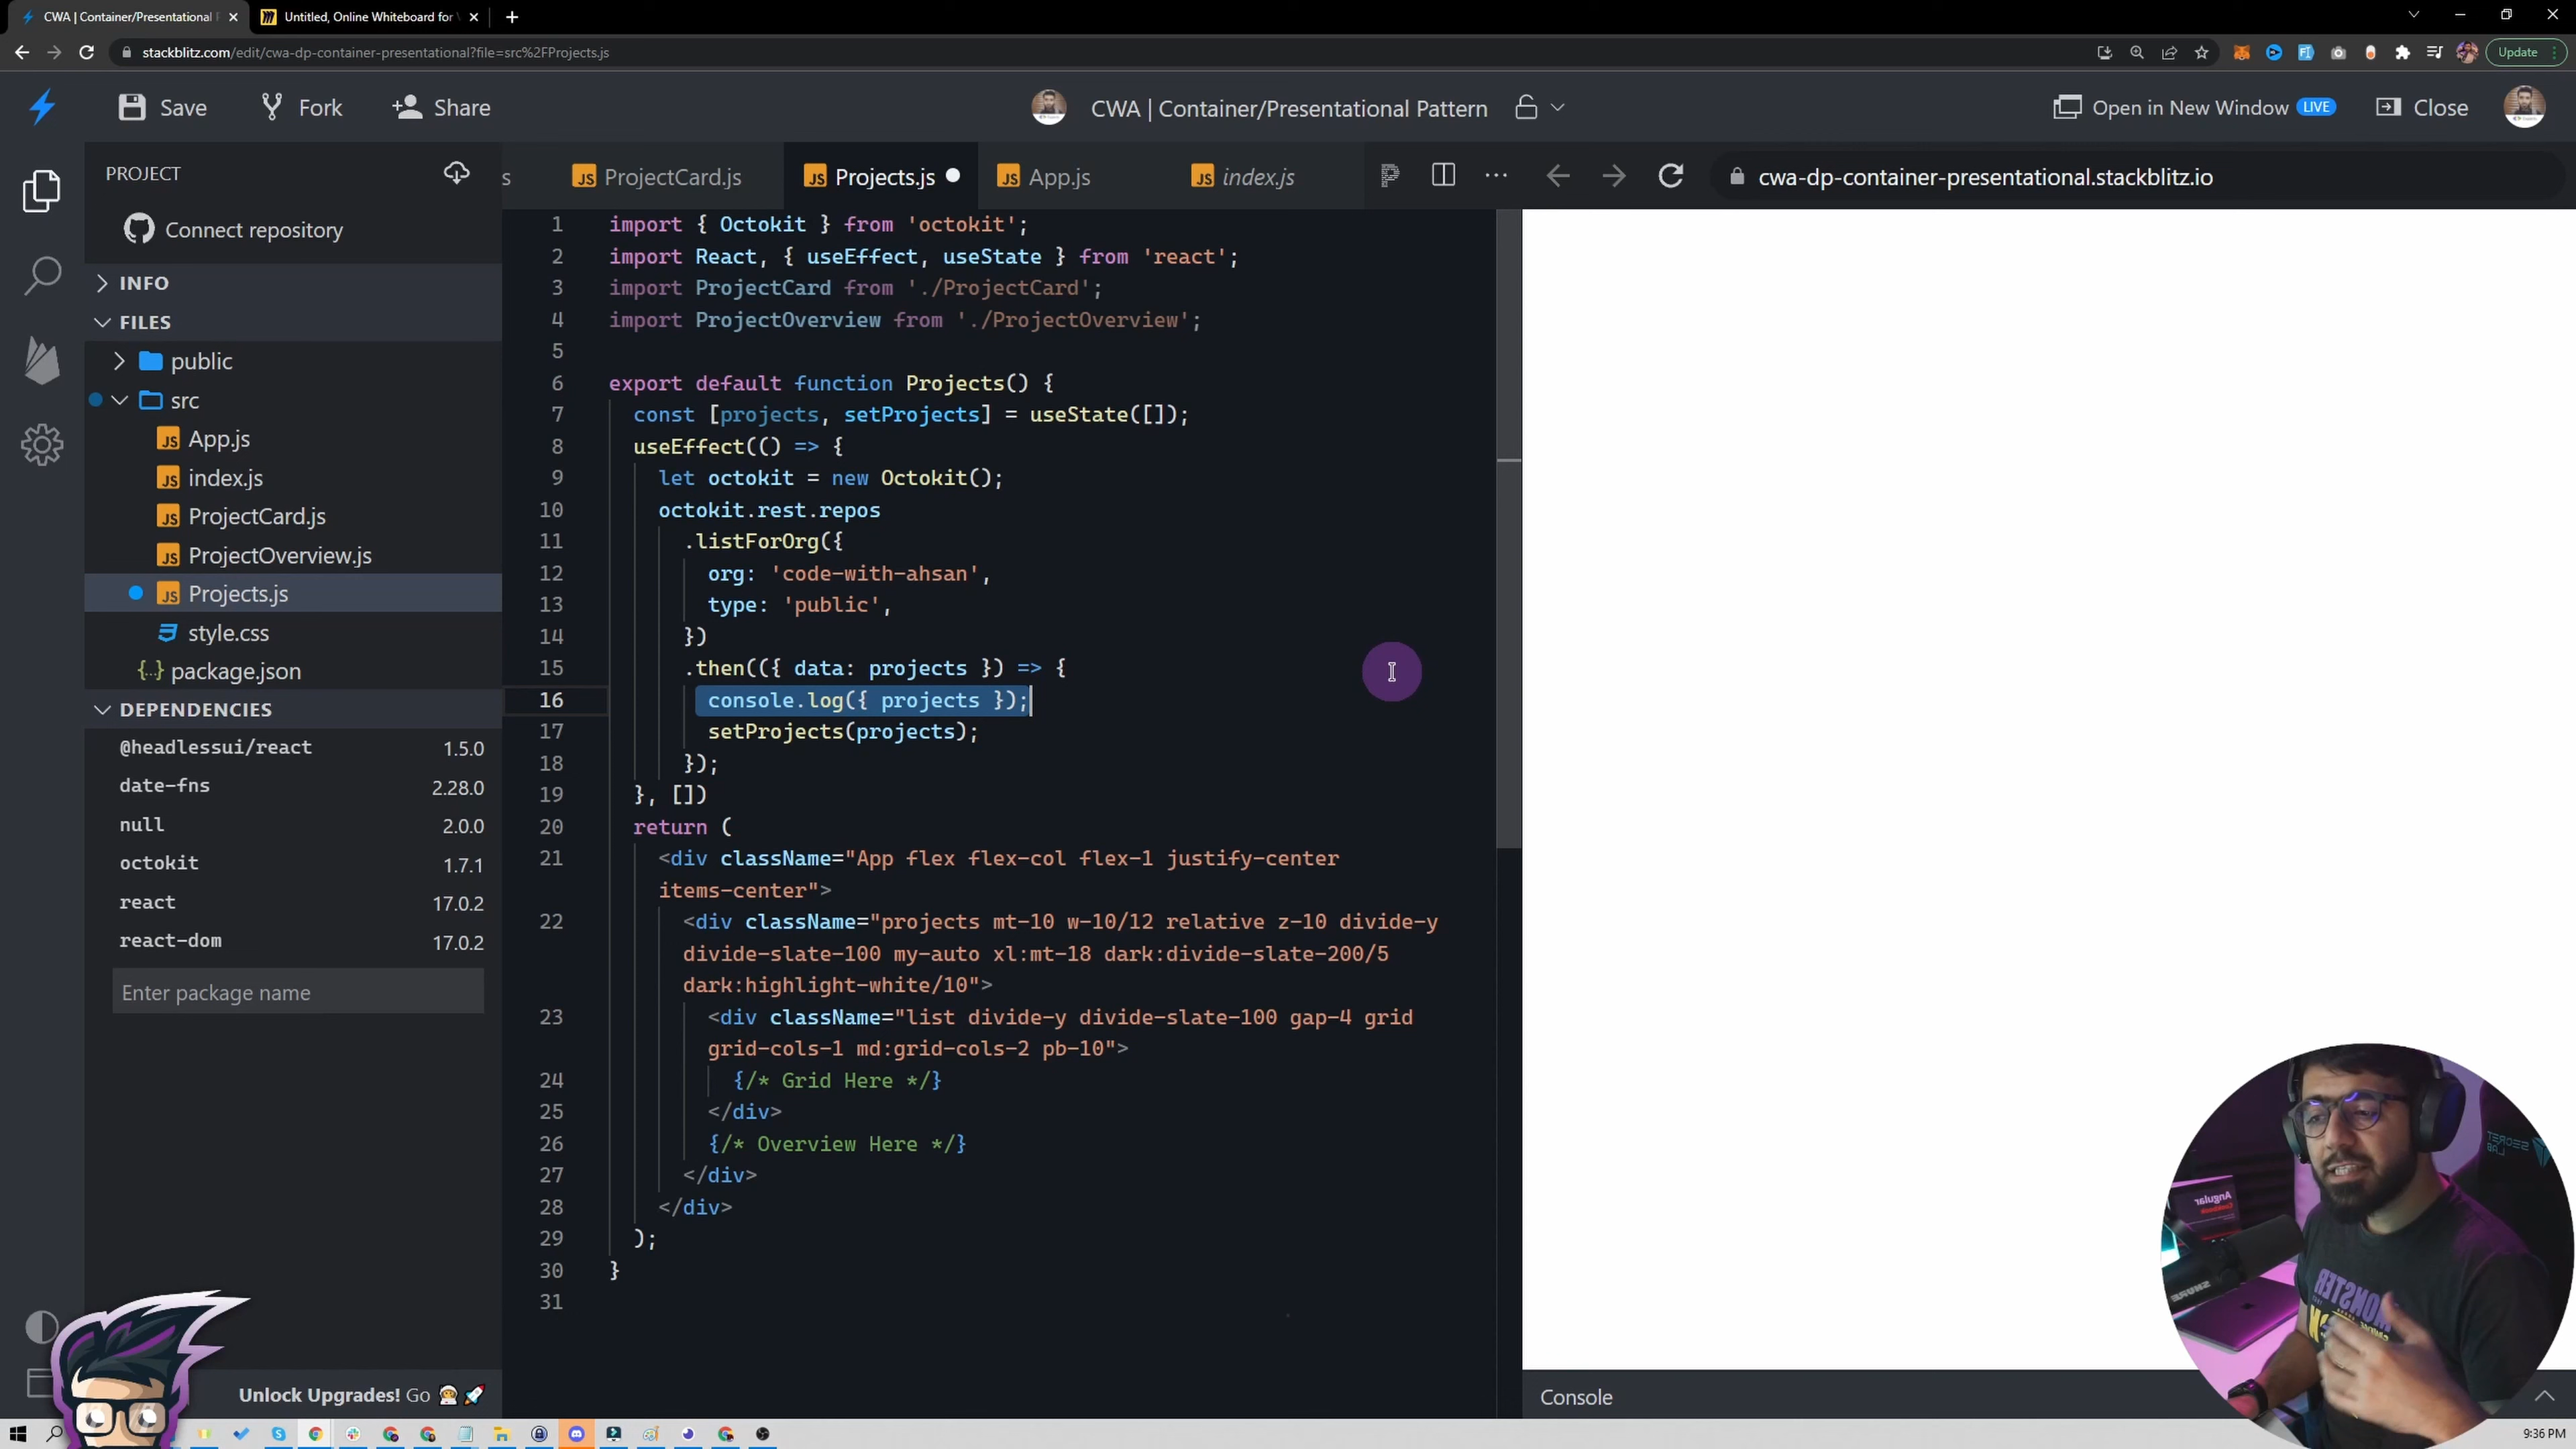 CWA | Container/Presentational
Untitled, Online Whiteboard for
stackblitz.com/edit/cwa-dp-container-presentational?file=src%2FProjects.js
Update
Save
Fork
Share
CWA | Container/Presentational Pattern
Open in New Window
LIVE
Close
PROJECT
Connect repository
INFO
FILES
public
src
App.js
index.js
ProjectCard.js
ProjectOverview.js
Projects.js
style.css
package.json
DEPENDENCIES
@headlessui/react 1.5.0
date-fns 2.28.0
null 2.0.0
octokit 1.7.1
react 17.0.2
react-dom 17.0.2
Enter package name
Unlock Upgrades! Go
s
JS ProjectCard.js
JS Projects.js
JS App.js
JS index.js
cwa-dp-container-presentational.stackblitz.io
1 import { Octokit } from 'octokit';
2 import React, { useEffect, useState } from 'react';
3 import ProjectCard from './ProjectCard';
4 import ProjectOverview from './ProjectOverview';
5
6 export default function Projects() {
7 const [projects, setProjects] = useState([]);
8 useEffect(() => {
9 let octokit = new Octokit();
10 octokit.rest.repos
11 .listForOrg({
12 org: 'code-with-ahsan',
13 type: 'public',
14 })
15 .then(({ data: projects }) => {
16 console.log({ projects });
17 setProjects(projects);
18 });
19 }, [])
20 return (
21 <div className="App flex flex-col flex-1 justify-center
items-center">
22 <div className="projects mt-10 w-10/12 relative z-10 divide-y
divide-slate-100 my-auto xl:mt-18 dark:divide-slate-200/5
dark:highlight-white/10">
23 <div className="list divide-y divide-slate-100 gap-4 grid
grid-cols-1 md:grid-cols-2 pb-10">
24 {/* Grid Here */}
25 </div>
26 {/* Overview Here */}
27 </div>
28 </div>
29 );
30 }
31
Console
Angular
Cookbook
SHURE
MONSTER
9:36 PM